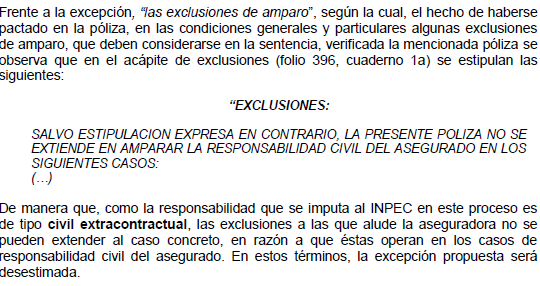 Frente a la excepción, “las exclusiones de amparo”, según la cual, el hecho de haberse
pactado en la póliza, en las condiciones generales y particulares algunas exclusiones
de amparo, que deben considerarse en la sentencia, verificada la mencionada póliza se
observa que en el acápite de exclusiones (folio 396, cuaderno 1a) se estipulan las
siguientes:
“EXCLUSIONES:
SALVO ESTIPULACION EXPRESA EN CONTRARIO, LA PRESENTE POLIZA NO SE
EXTIENDE EN AMPARAR LA RESPONSABILIDAD CIVIL DEL ASEGURADO EN LOS
SIGUIENTES CASOS:
(…)
De manera que, como la responsabilidad que se imputa al INPEC en este proceso es
de tipo civil extracontractual, las exclusiones a las que alude la aseguradora no se
pueden extender al caso concreto, en razón a que éstas operan en los casos de
responsabilidad civil del asegurado. En estos términos, la excepción propuesta será
desestimada.